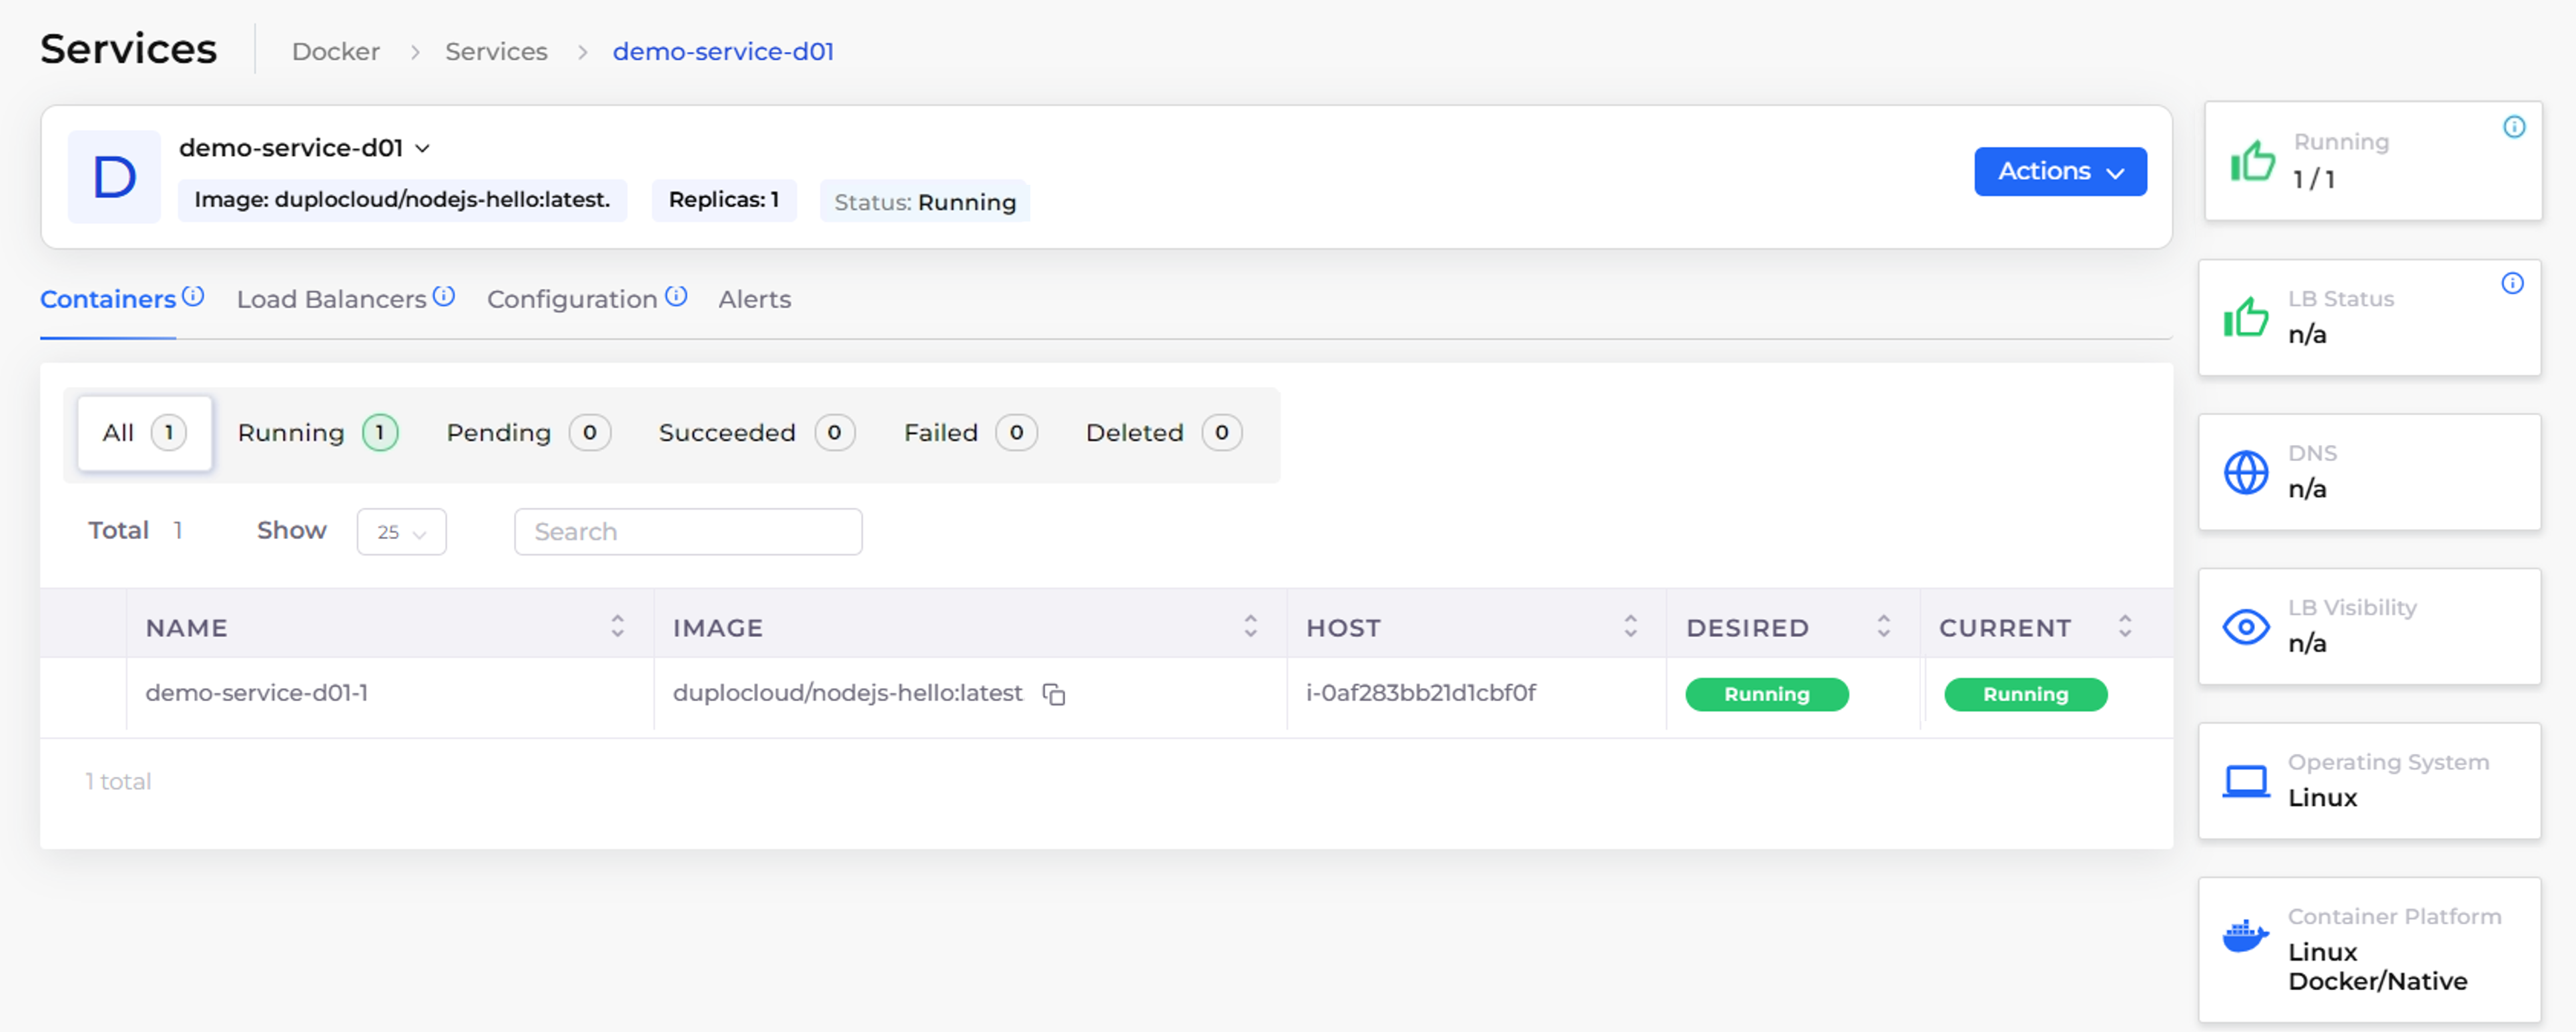 Services
Docker > Services > demo-service-d01
D
demo-service-d01
Image: duplocloud/nodejs-hello:latest.
Replicas: 1
Status: Running
Actions
Containers
Load Balancers
Configuration
Alerts
All 1
Running 1
Pending 0
Succeeded 0
Failed 0
Deleted 0
Total 1
Show 25
Search
NAME IMAGE HOST DESIRED CURRENT
demo-service-d01-1 duplocloud/nodejs-hello:latest i-0af283bb21d1cbf0f Running Running
1 total
Running
1 / 1
LB Status
n/a
DNS
n/a
LB Visibility
n/a
Operating System
Linux
Container Platform
Linux
Docker/Native